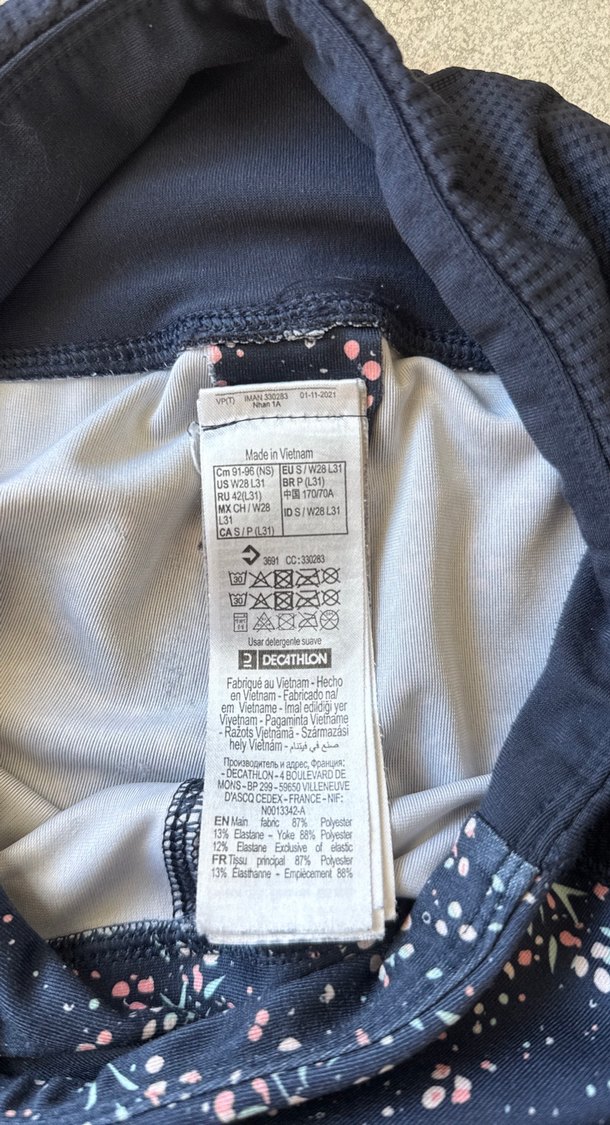 VP(T) IMAN 330283 01-11-2021
Nhan 1A
Made in Vietnam
Cm 91-96 (NS)
US W28 L31
RU 42(L31)
MX CH / W28
L31
CA S / P (L31)
EU S / W28 L31
BR P (L31)
中国 170/70A
ID S / W28 L31
3691 CC:330283
30
30
Usar detergente suave
DECATHLON
Fabriqué au Vietnam - Hecho
en Vietnam - Fabricado na/
em Vietname - Imal edildiği yer
Vıyetnam - Pagaminta Vietname
- Ražots Vjetnāmā - Származási
hely Vietnám - صنع في فيتنام
Производитель и адрес, Франция:
- DECATHLON - 4 BOULEVARD DE
MONS - BP 299 - 59650 VILLENEUVE
D'ASCQ CEDEX - FRANCE - NIF:
N0013342-A
EN Main fabric 87% Polyester
13% Elastane - Yoke 88% Polyester
12% Elastane Exclusive of elastic
FR Tissu principal 87% Polyester
13% Élasthanne - Empiècement 88%